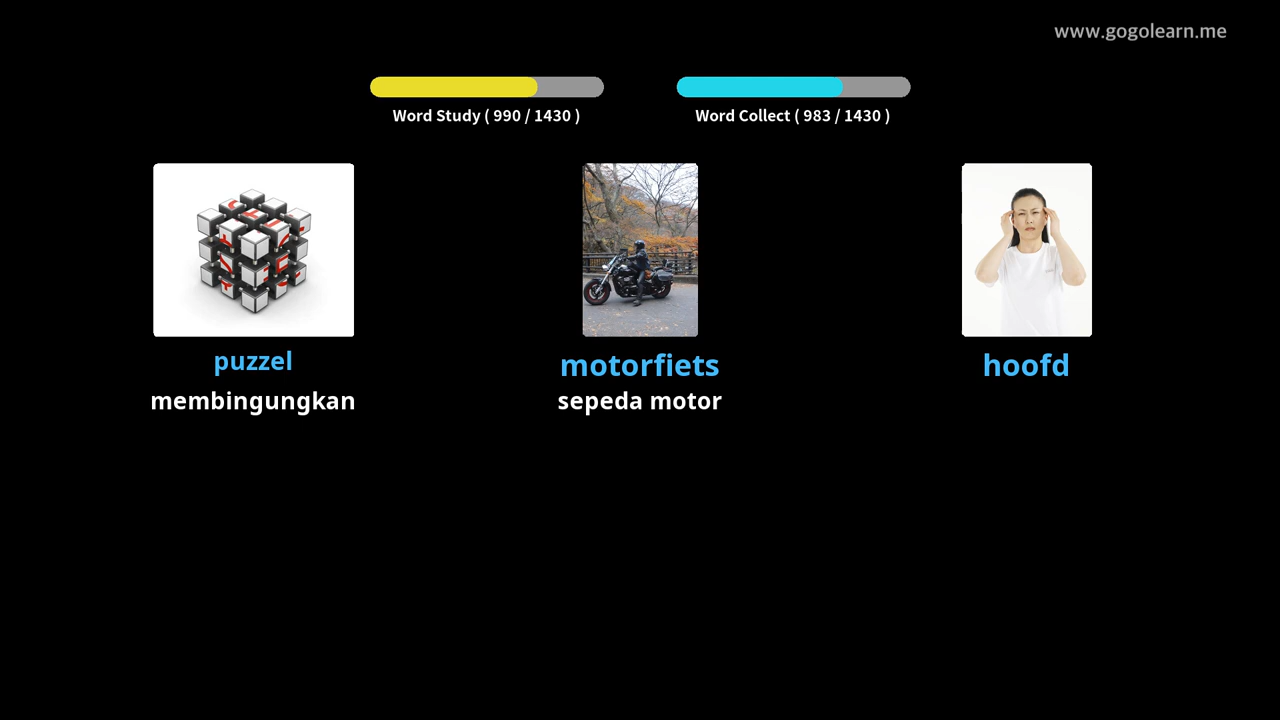 www.gogolearn.me
Word Study ( 990 / 1430 )
Word Collect ( 983 / 1430 )
puzzel
membingungkan
motorfiets
sepeda motor
hoofd